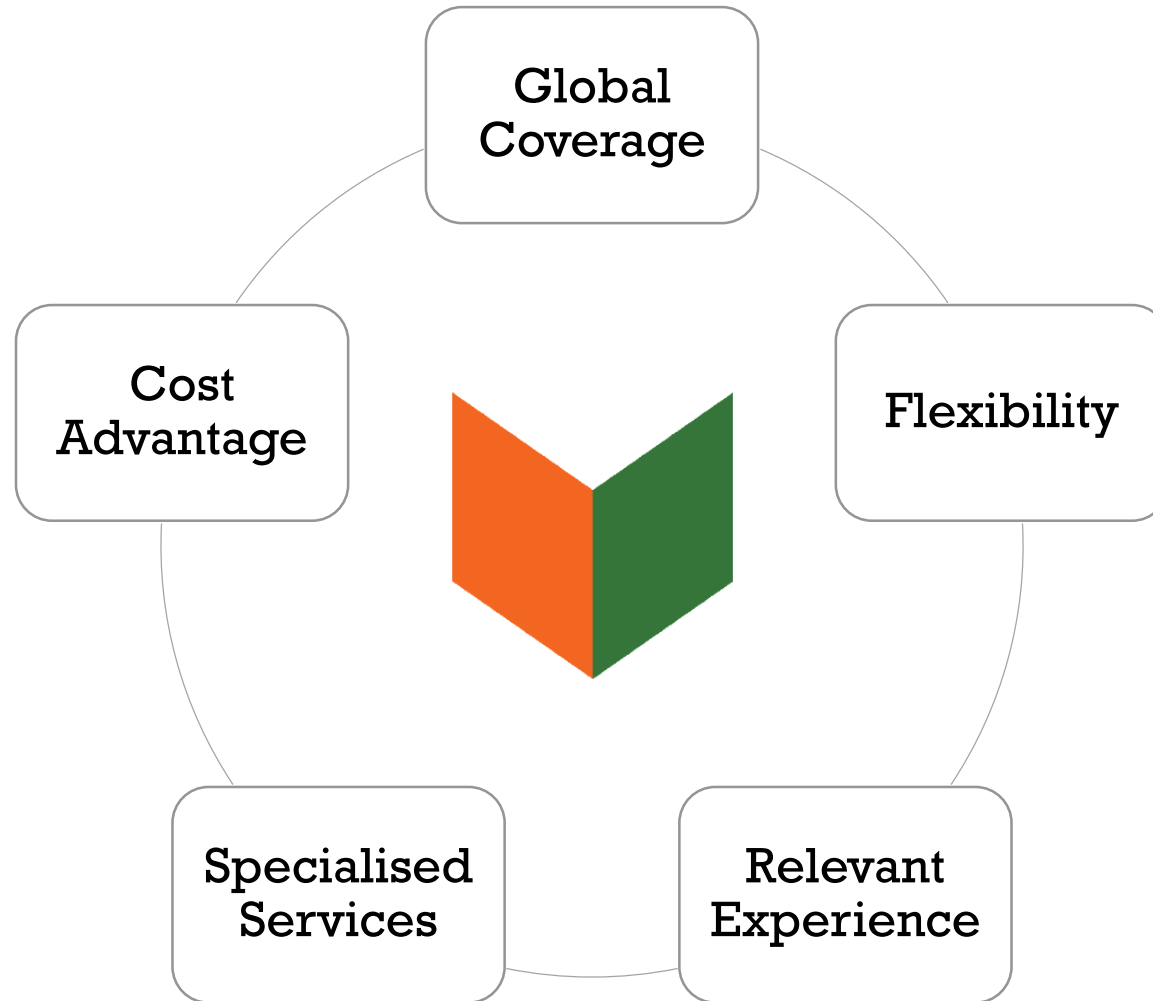 Global
Coverage
Cost
Advantage
Flexibility
Specialised
Services
Relevant
Experience